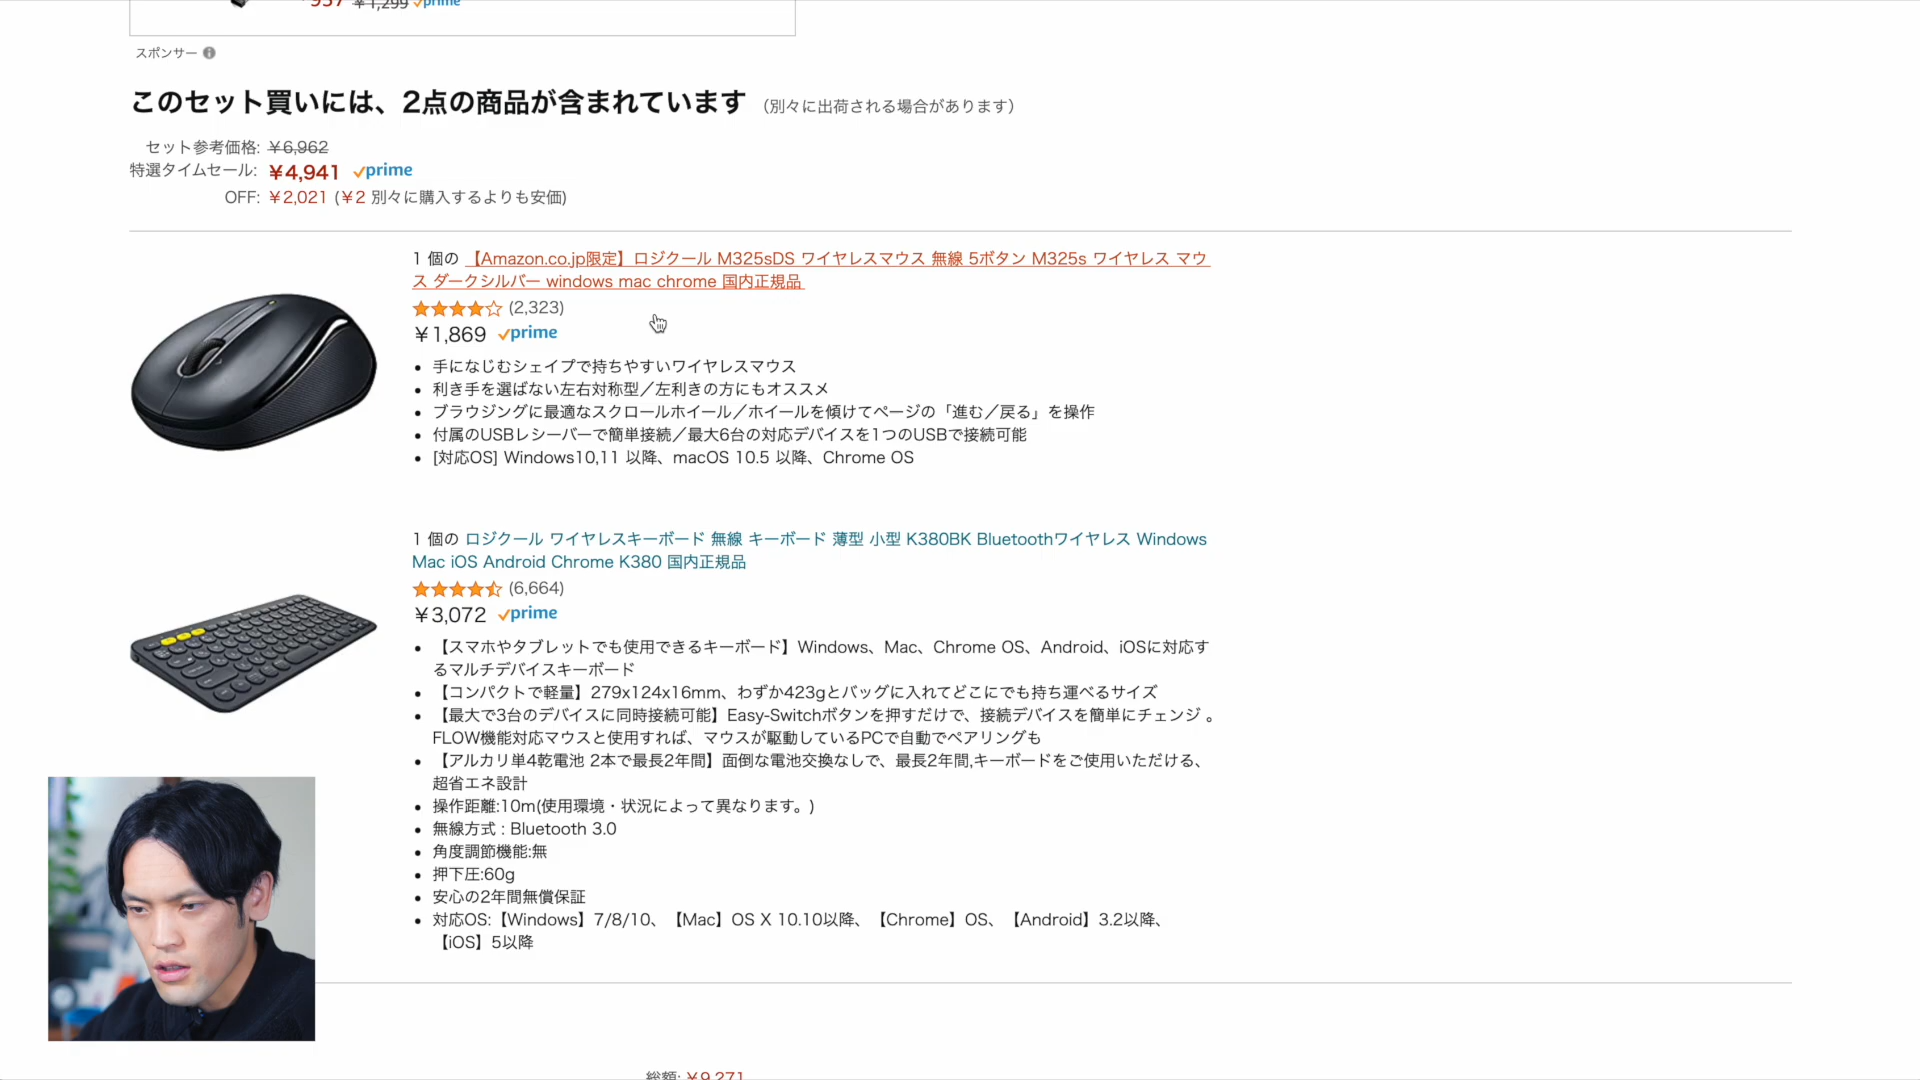 937 ￥1,299 prime
スポンサー
このセット買いには、2点の商品が含まれています （別々に出荷される場合があります）
セット参考価格: ￥6,962
特選タイムセール: ￥4,941 prime
OFF: ￥2,021 (￥2 別々に購入するよりも安価)
1 個の 【Amazon.co.jp限定】ロジクール M325sDS ワイヤレスマウス 無線 5ボタン M325s ワイヤレス マウ
ス ダークシルバー windows mac chrome 国内正規品
(2,323)
￥1,869 prime
• 手になじむシェイプで持ちやすいワイヤレスマウス
• 利き手を選ばない左右対称型／左利きの方にもオススメ
• ブラウジングに最適なスクロールホイール／ホイールを傾けてページの「進む／戻る」を操作
• 付属のUSBレシーバーで簡単接続／最大6台の対応デバイスを1つのUSBで接続可能
• [対応OS] Windows10,11 以降、macOS 10.5 以降、Chrome OS
1 個の ロジクール ワイヤレスキーボード 無線 キーボード 薄型 小型 K380BK Bluetoothワイヤレス Windows
Mac iOS Android Chrome K380 国内正規品
(6,664)
￥3,072 prime
• 【スマホやタブレットでも使用できるキーボード】Windows、Mac、Chrome OS、Android、iOSに対応す
るマルチデバイスキーボード
• 【コンパクトで軽量】279x124x16mm、わずか423gとバッグに入れてどこにでも持ち運べるサイズ
• 【最大で3台のデバイスに同時接続可能】Easy-Switchボタンを押すだけで、接続デバイスを簡単にチェンジ 。
FLOW機能対応マウスと使用すれば、マウスが駆動しているPCで自動でペアリングも
• 【アルカリ単4乾電池 2本で最長2年間】面倒な電池交換なしで、最長2年間,キーボードをご使用いただける、
超省エネ設計
• 操作距離:10m(使用環境・状況によって異なります。)
• 無線方式 : Bluetooth 3.0
• 角度調節機能:無
• 押下圧:60g
• 安心の2年間無償保証
• 対応OS:【Windows】7/8/10、【Mac】OS X 10.10以降、【Chrome】OS、【Android】3.2以降、
【iOS】5以降
総額: ￥9,271